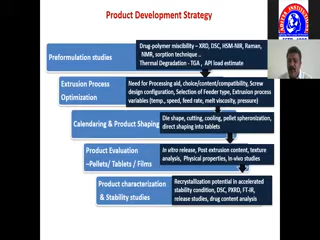 Product Development Strategy
Preformulation studies
Drug-polymer miscibility – XRD, DSC, HSM-NIR, Raman,
NMR, sorption technique ..
Thermal Degradation - TGA , API load estimate
Extrusion Process
Optimization
Need for Processing aid, choice/content/compatibility, Screw
design configuration, Selection of Feeder type, Extrusion process
variables (temp., speed, feed rate, melt viscosity, pressure)
Calendaring & Product Shaping
Die shape, cutting, cooling, pellet spheronization,
direct shaping into tablets
Product Evaluation
–Pellets/ Tablets / Films
In vitro release, Post extrusion content, texture
analysis, Physical properties, In-vivo studies
Product characterization
& Stability studies
Recrystallization potential in accelerated
stability condition, DSC, PXRD, FT-IR,
release studies, drug content analysis